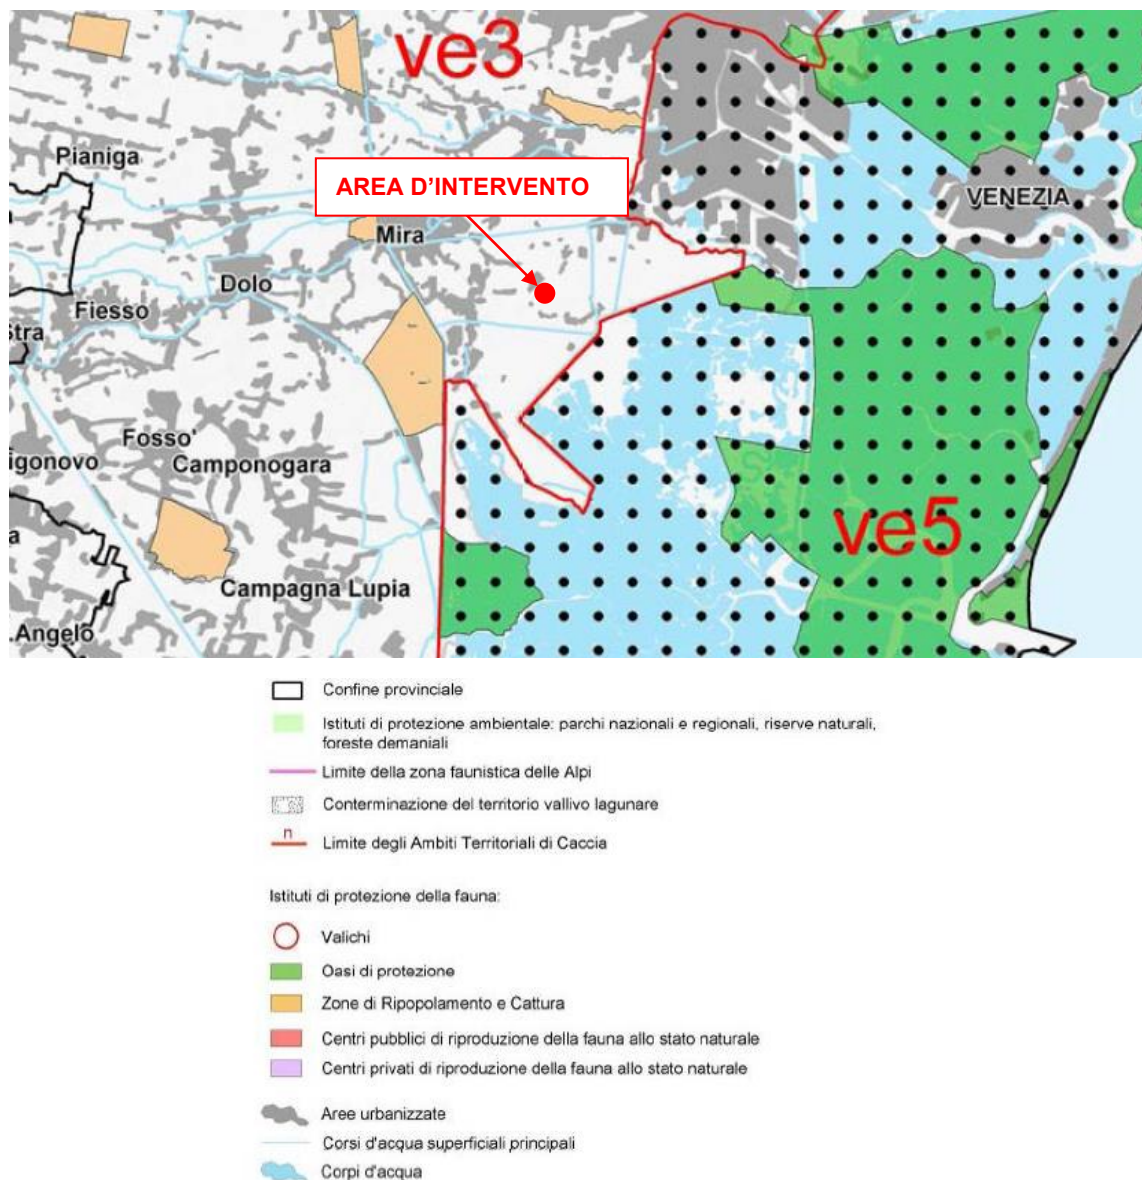 ve3
Pianiga
AREA D'INTERVENTO
VENEZIA
Mira
Dolo
Fiesso
Stra
Fosso'
igonovo
Camponogara
ve5
a
Campagna Lupia
.Angelo
Confine provinciale
Istituti di protezione ambientale: parchi nazionali e regionali, riserve naturali,
foreste demaniali
Limite della zona faunistica delle Alpi
Conterminazione del territorio vallivo lagunare
n
Limite degli Ambiti Territoriali di Caccia
Istituti di protezione della fauna:
Valichi
Oasi di protezione
Zone di Ripopolamento e Cattura
Centri pubblici di riproduzione della fauna allo stato naturale
Centri privati di riproduzione della fauna allo stato naturale
Aree urbanizzate
Corsi d'acqua superficiali principali
Corpi d'acqua